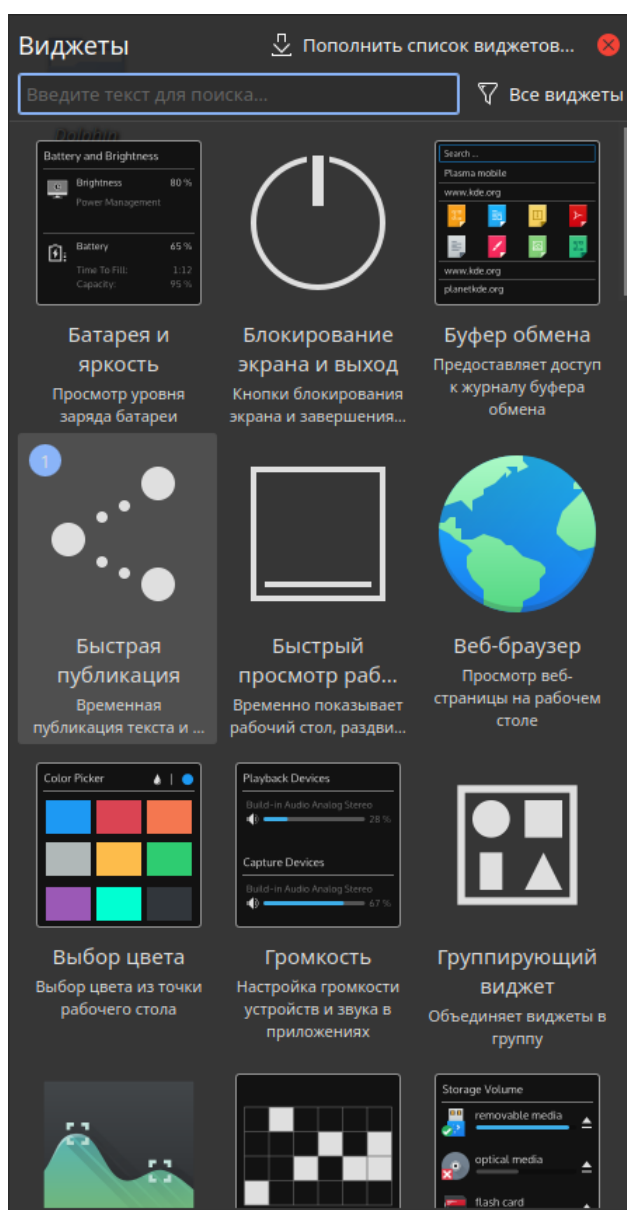 Виджеты
Пополнить список виджетов...
Введите текст для поиска...
Все виджеты
Dolphin
Battery and Brightness
Brightness 80 %
Power Management
Battery 65 %
Time To Fill: 1:12
Capacity: 95 %
Search ...
Plasma mobile
www.kde.org
www.kde.org
planetkde.org
Батарея и
яркость
Просмотр уровня
заряда батареи
Блокирование
экрана и выход
Кнопки блокирования
экрана и завершения...
Буфер обмена
Предоставляет доступ
к журналу буфера
обмена
1
Быстрая
публикация
Временная
публикация текста и ...
Быстрый
просмотр раб...
Временно показывает
рабочий стол, раздви...
Веб-браузер
Просмотр веб-
страницы на рабочем
столе
Color Picker
Playback Devices
Build-in Audio Analog Stereo
28 %
Capture Devices
Build-in Audio Analog Stereo
67 %
Выбор цвета
Выбор цвета из точки
рабочего стола
Громкость
Настройка громкости
устройств и звука в
приложениях
Группирующий
виджет
Объединяет виджеты в
группу
Storage Volume
removable media
optical media
flash card